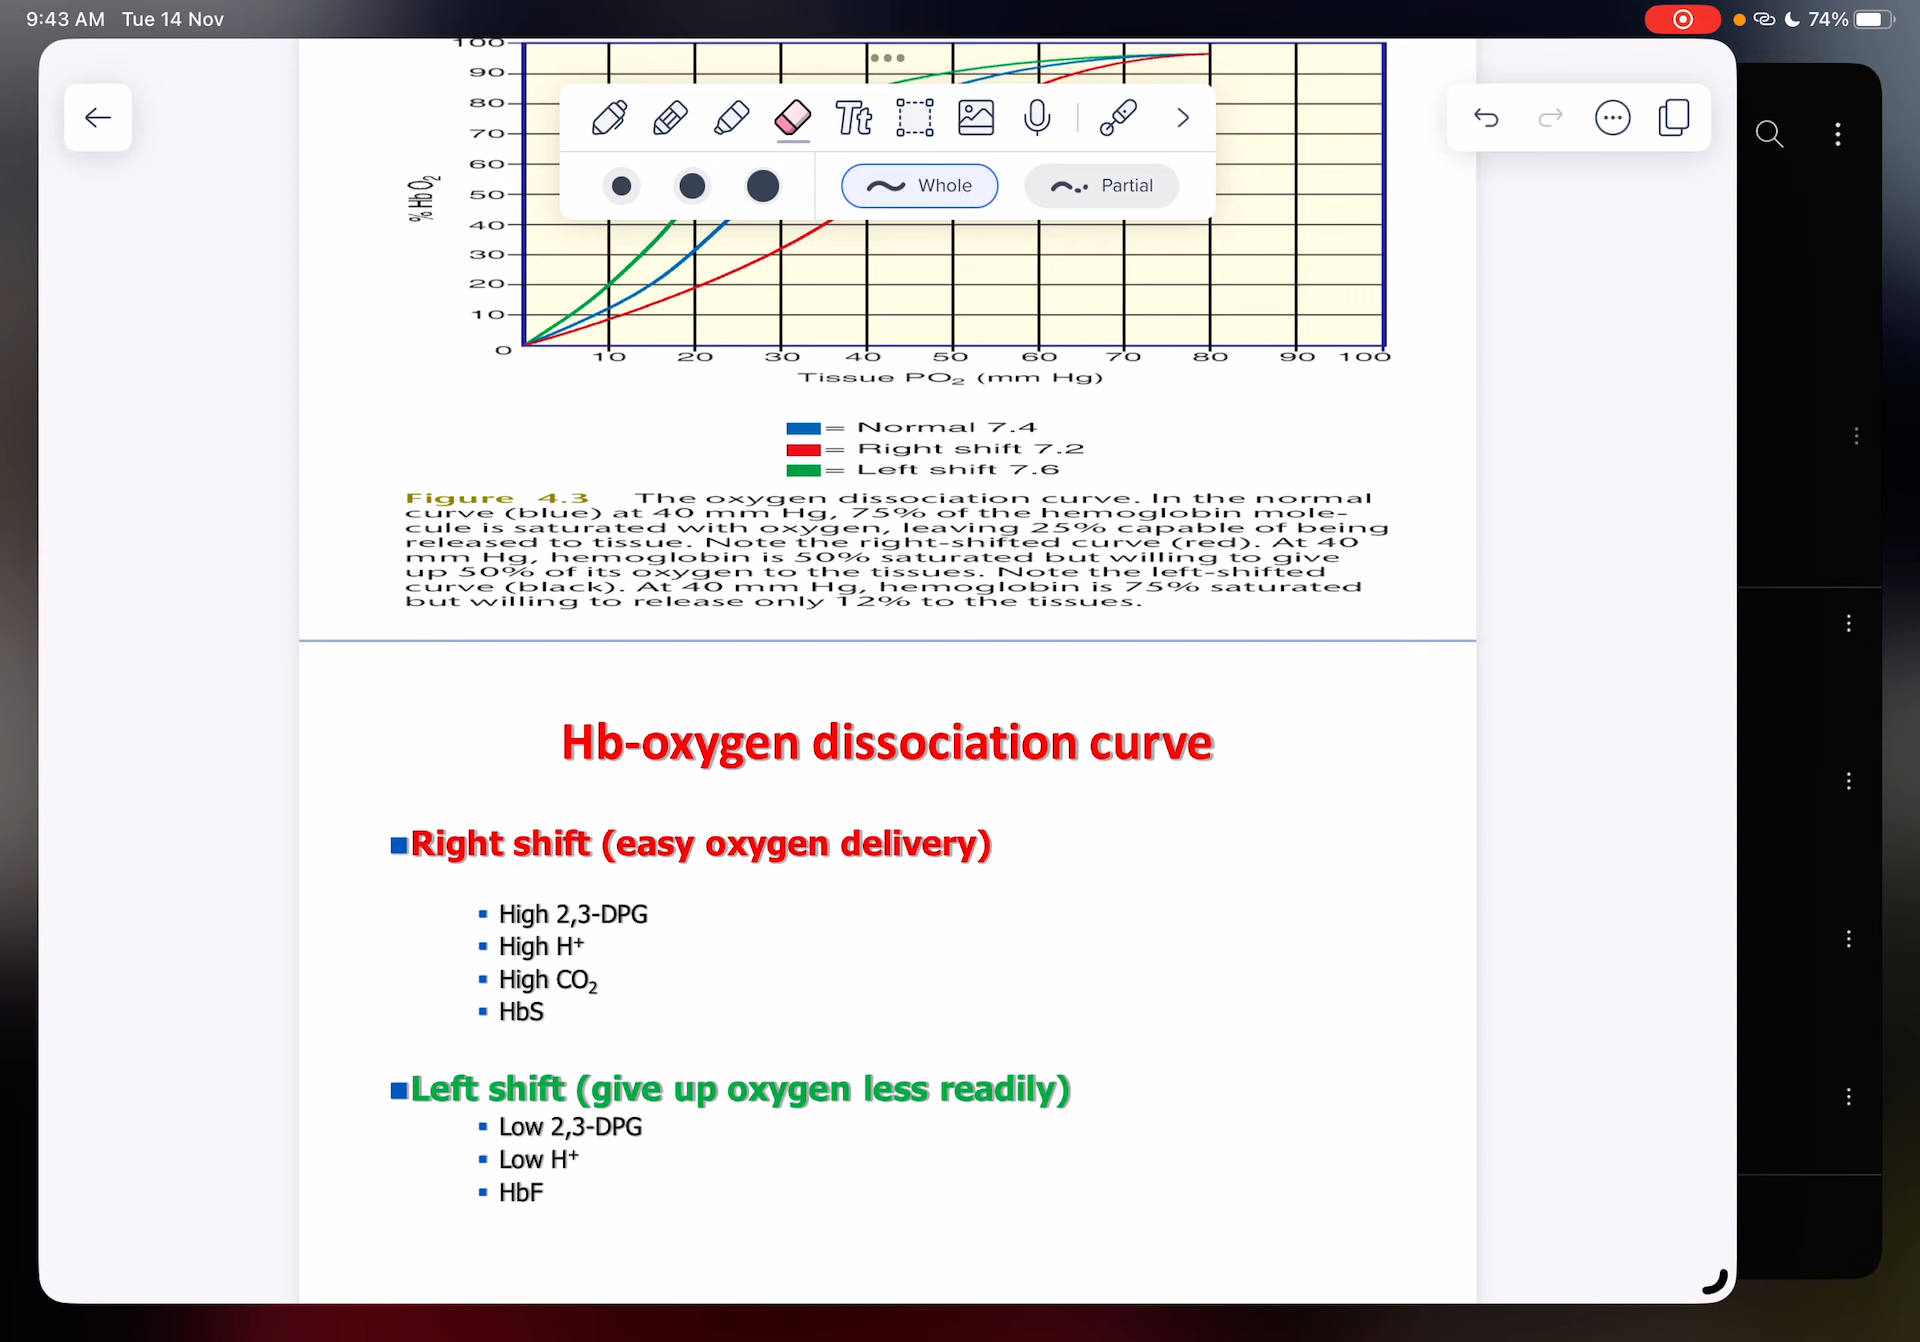 9:43 AM Tue 14 Nov
74%
Tt
Whole
Partial
100
90
80
70
60
50
40
30
20
10
0
% Hb O₂
10 20 30 40 50 60 70 80 90 100
Tissue PO₂ (mm Hg)
= Normal 7.4
= Right shift 7.2
= Left shift 7.6
Figure 4.3 The oxygen dissociation curve. In the normal
curve (blue) at 40 mm Hg, 75% of the hemoglobin mole-
cule is saturated with oxygen, leaving 25% capable of being
released to tissue. Note the right-shifted curve (red). At 40
mm Hg, hemoglobin is 50% saturated but willing to give
up 50% of its oxygen to the tissues. Note the left-shifted
curve (black). At 40 mm Hg, hemoglobin is 75% saturated
but willing to release only 12% to the tissues.
Hb-oxygen dissociation curve
Right shift (easy oxygen delivery)
High 2,3-DPG
High H⁺
High CO₂
HbS
Left shift (give up oxygen less readily)
Low 2,3-DPG
Low H⁺
HbF